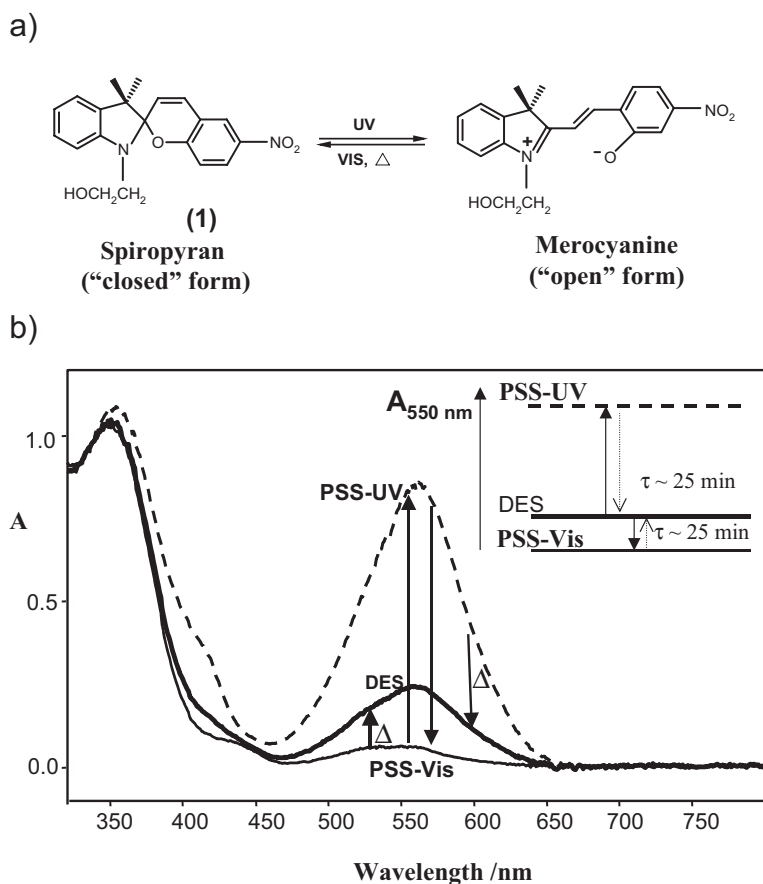 a)
N
O
NO₂
HOCH₂CH₂
(1)
Spiropyran
(“closed” form)
UV
VIS, △
N
+
−
O
NO₂
HOCH₂CH₂
Merocyanine
(“open” form)
b)
A
1.0
0.5
0.0
PSS-UV
DES
Δ
Δ
PSS-Vis
A550 nm
PSS-UV
τ ~ 25 min
DES
τ ~ 25 min
PSS-Vis
350 400 450 500 550 600 650 700 750
Wavelength /nm